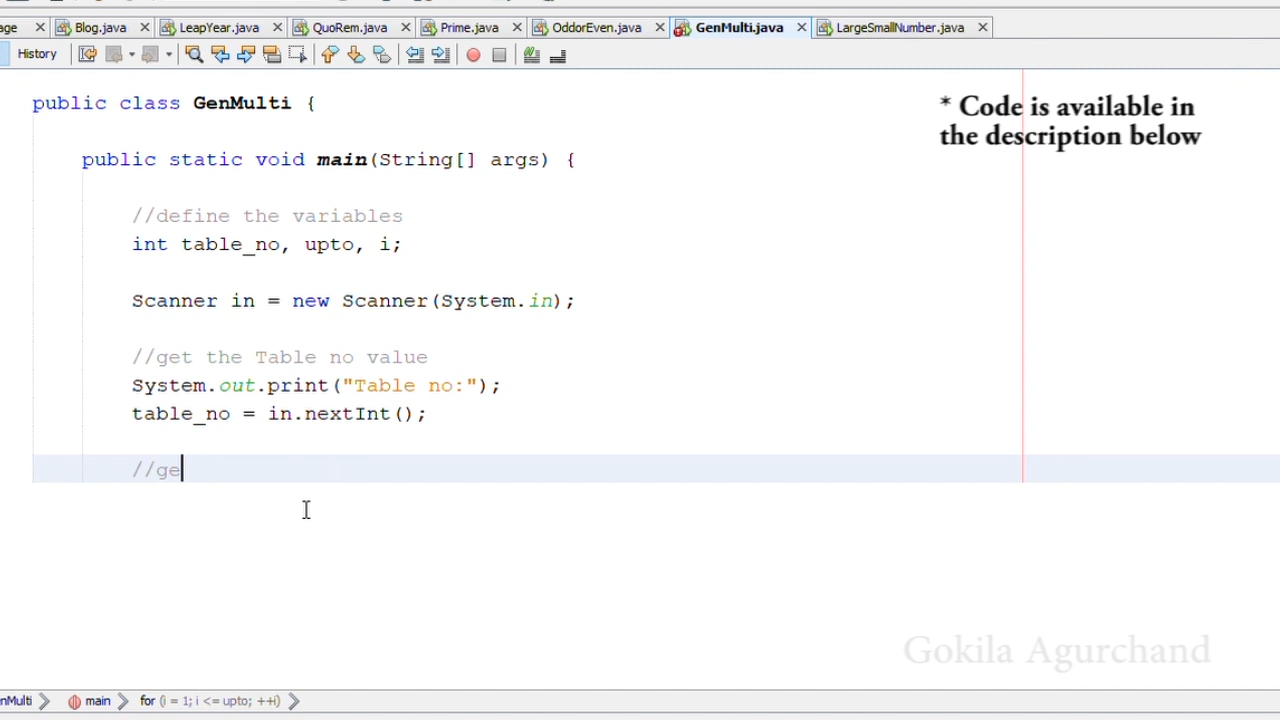 age Blog.java LeapYear.java QuoRem.java Prime.java OddorEven.java GenMulti.java LargeSmallNumber.java
History
public class GenMulti {
* Code is available in
the description below
public static void main(String[] args) {
//define the variables
int table_no, upto, i;
Scanner in = new Scanner(System.in);
//get the Table no value
System.out.print("Table no:");
table_no = in.nextInt();
//ge
Gokila Agurchand
nMulti main for (i = 1; i <= upto; ++i)